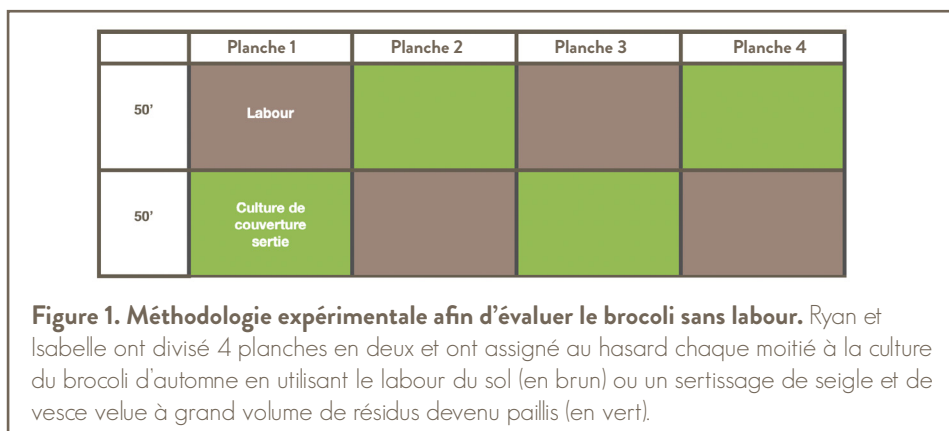 Planche 1 Planche 2 Planche 3 Planche 4
50' Labour
50' Culture de
couverture
sertie
Figure 1. Méthodologie expérimentale afin d'évaluer le brocoli sans labour. Ryan et
Isabelle ont divisé 4 planches en deux et ont assigné au hasard chaque moitié à la culture
du brocoli d'automne en utilisant le labour du sol (en brun) ou un sertissage de seigle et de
vesce velue à grand volume de résidus devenu paillis (en vert).